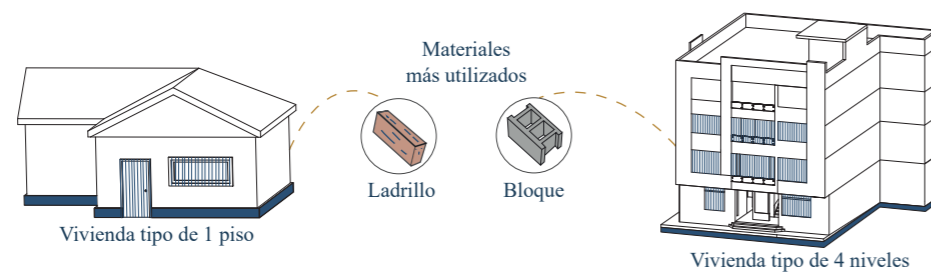 Materiales
más utilizados
Ladrillo
Bloque
Vivienda tipo de 1 piso
Vivienda tipo de 4 niveles